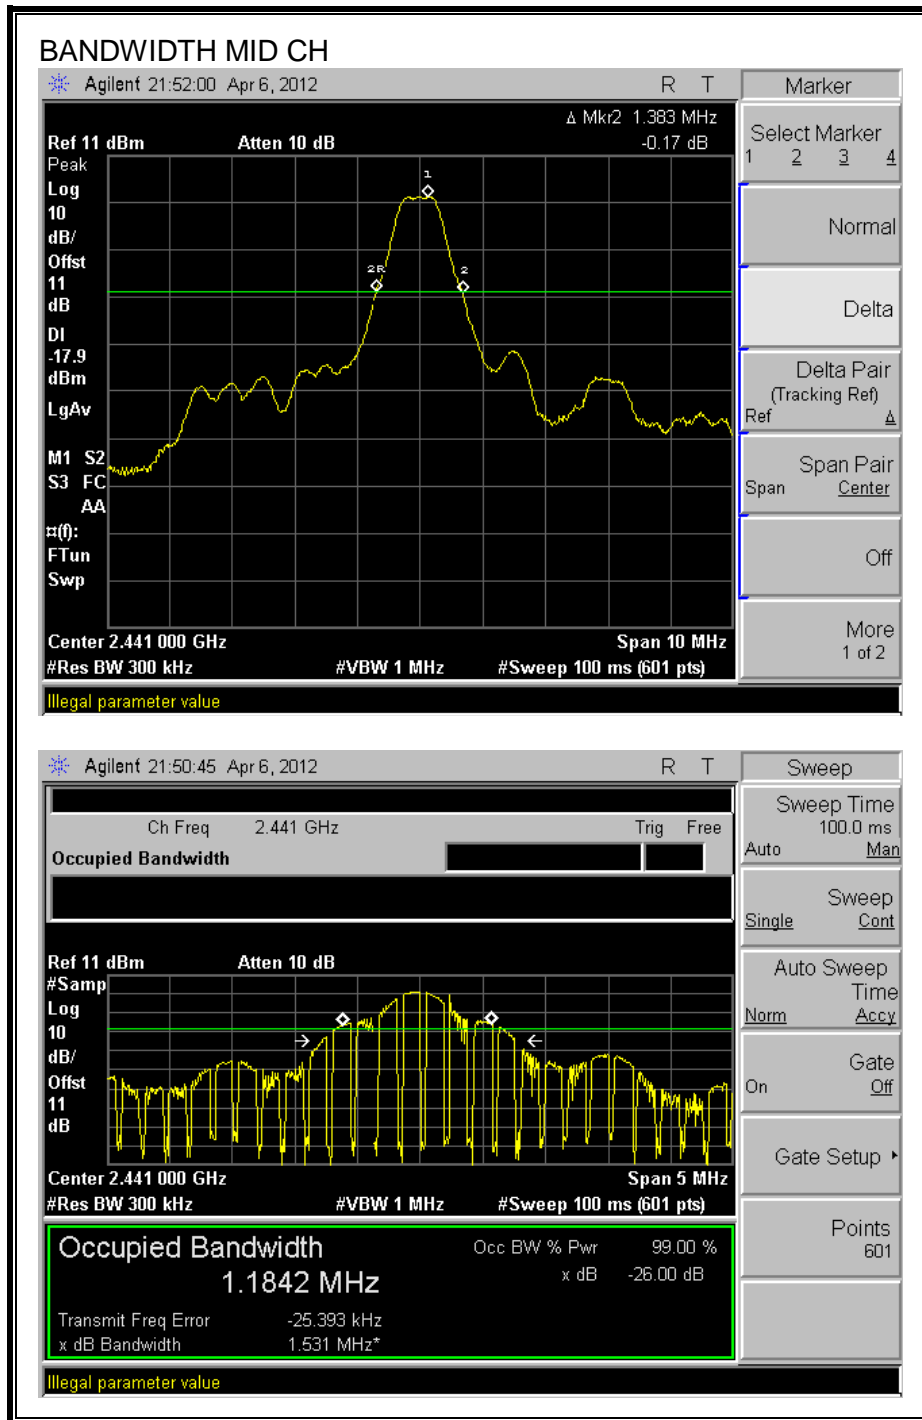 BANDWIDTH MID CH
Agilent 21:52:00 Apr 6, 2012 R T
Marker
Δ Mkr2 1.383 MHz
Ref 11 dBm Atten 10 dB -0.17 dB
Select Marker
1 2 3 4
Peak
Log
10
dB/
Offst
11
dB
DI
-17.9
dBm
LgAv
M1 S2
S3 FC
AA
¤(f):
FTun
Swp
1
2R
2
Normal
Delta
Delta Pair
(Tracking Ref)
Ref Δ
Span Pair
Span Center
Off
More
1 of 2
Center 2.441 000 GHz Span 10 MHz
#Res BW 300 kHz #VBW 1 MHz #Sweep 100 ms (601 pts)
Illegal parameter value
Agilent 21:50:45 Apr 6, 2012 R T
Sweep
Ch Freq 2.441 GHz Trig Free
Occupied Bandwidth
Sweep Time
100.0 ms
Auto Man
Sweep
Single Cont
Auto Sweep
Time
Norm Accy
Gate
On Off
Gate Setup
Points
601
Ref 11 dBm Atten 10 dB
#Samp
Log
10
dB/
Offst
11
dB
Center 2.441 000 GHz Span 5 MHz
#Res BW 300 kHz #VBW 1 MHz #Sweep 100 ms (601 pts)
Occupied Bandwidth Occ BW % Pwr 99.00 %
1.1842 MHz x dB -26.00 dB
Transmit Freq Error -25.393 kHz
x dB Bandwidth 1.531 MHz*
Illegal parameter value